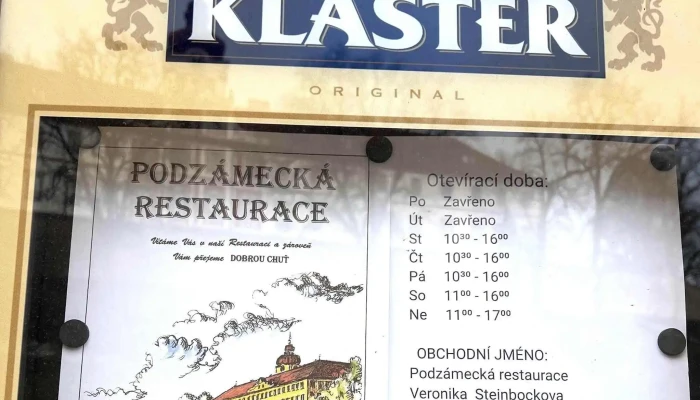 KLÁŠTER
ORIGINAL
PODZÁMECKÁ
RESTAURACE
Vítáme Vás v naší Restauraci a zároveň
Vám přejeme DOBROU CHUŤ
Otevírací doba:
Po Zavřeno
Út Zavřeno
St 10³⁰ - 16⁰⁰
Čt 10³⁰ - 16⁰⁰
Pá 10³⁰ - 16⁰⁰
So 11⁰⁰ - 16⁰⁰
Ne 11⁰⁰ - 17⁰⁰
OBCHODNÍ JMÉNO:
Podzámecká restaurace
Veronika Steinbockova